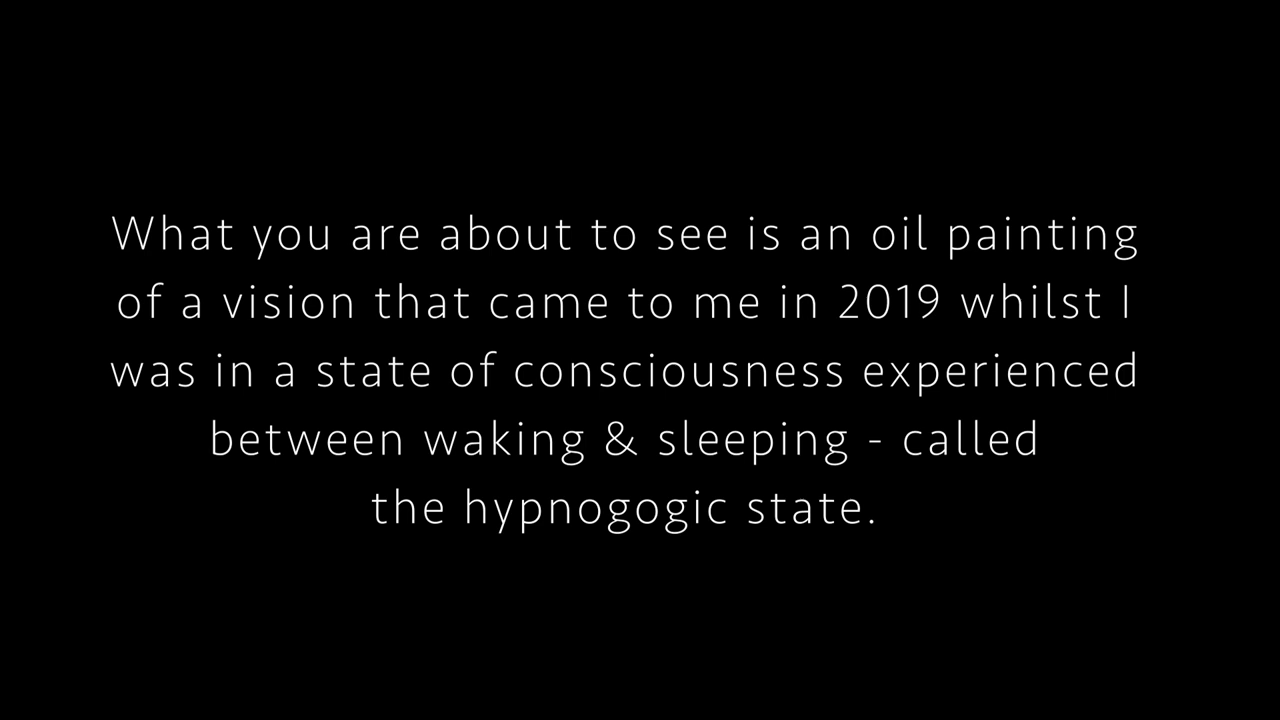 What you are about to see is an oil painting
of a vision that came to me in 2019 whilst I
was in a state of consciousness experienced
between waking & sleeping - called
the hypnogogic state.